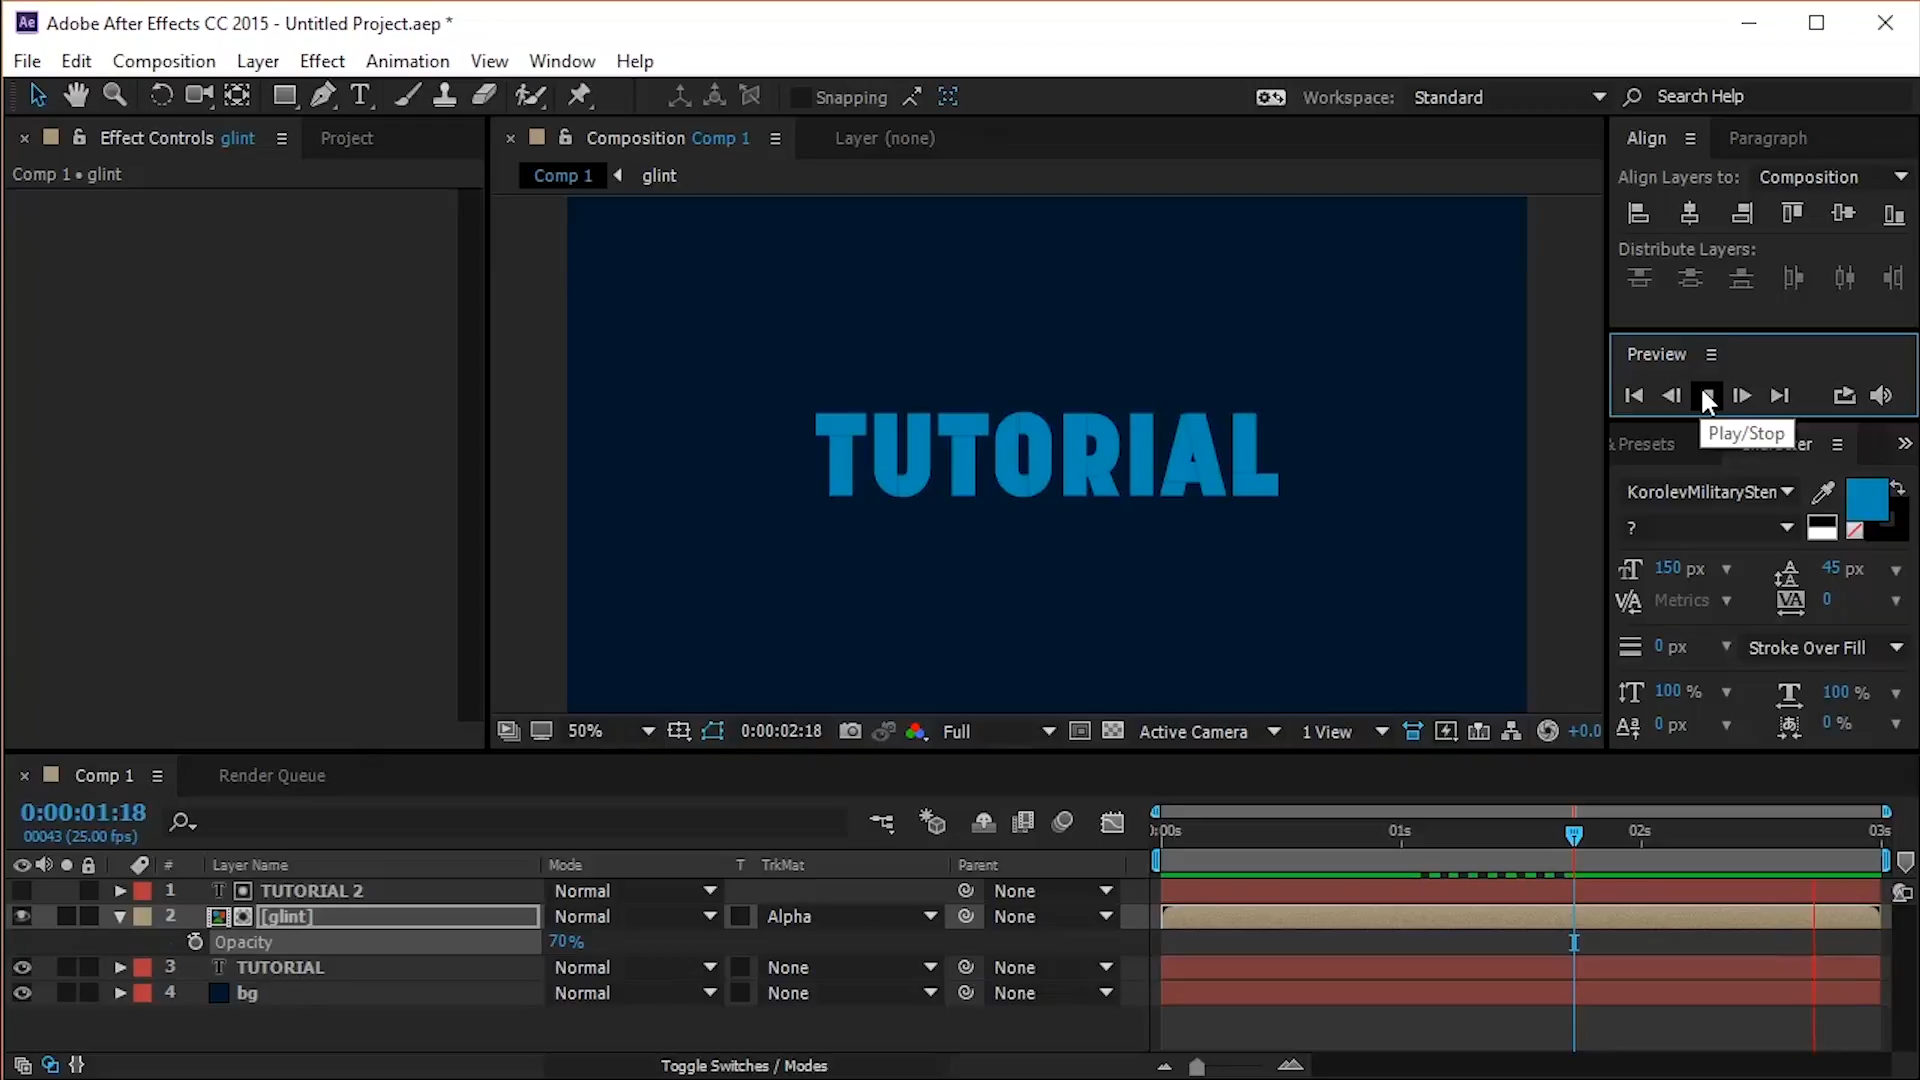 Ae Adobe After Effects CC 2015 - Untitled Project.aep *
File Edit Composition Layer Effect Animation View Window Help
Snapping Workspace: Standard Search Help
Effect Controls glint Project Composition Comp 1 Layer (none) Align Paragraph
Comp 1 • glint
Comp 1 glint
Align Layers to: Composition
Distribute Layers:
TUTORIAL
Preview
Play/Stop
& Presets
KorolevMilitarySten
?
150 px 45 px
Metrics 0
0 px Stroke Over Fill
100 % 100 %
0 px 0 %
50% 0:00:02:18 Full Active Camera 1 View +0.0
Comp 1 Render Queue
0:00:01:18
00043 (25.00 fps)
:00s 01s 02s 03s
# Layer Name Mode T TrkMat Parent
1 T TUTORIAL 2 Normal None
2 [glint] Normal Alpha None
Opacity 70%
3 T TUTORIAL Normal None None
4 bg Normal None None
Toggle Switches / Modes